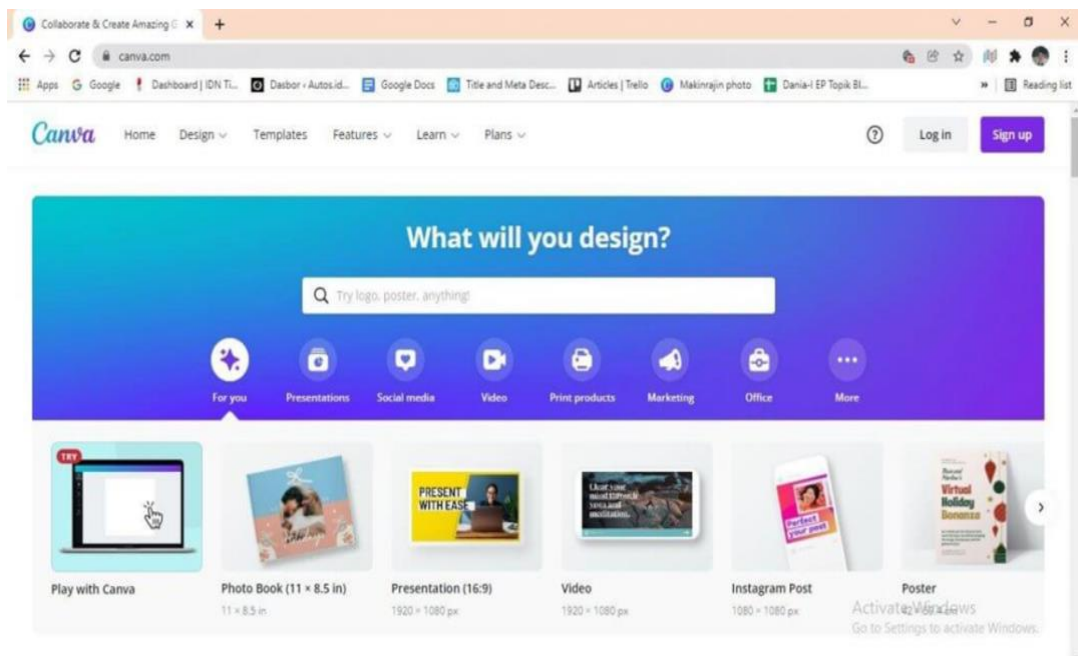 Collaborate & Create Amazing G
canva.com
Apps Google Dashboard | IDN Ti... Dasbor ‹ Autos.id... Google Docs Title and Meta Desc... Articles | Trello Makinrajin photo Dania-I EP Topik Bl... » Reading list
Canva Home Design Templates Features Learn Plans ? Log in Sign up
What will you design?
Try logo, poster, anything!
For you Presentations Social media Video Print products Marketing Office More
TRY
PRESENT
WITH EASE
Perfect
your post
Virtual
Holiday
Bonanza
Play with Canva Photo Book (11 × 8.5 in) Presentation (16:9) Video Instagram Post Poster
11 × 8.5 in 1920 × 1080 px 1920 × 1080 px 1080 × 1080 px
Activate Windows
Go to Settings to activate Windows.